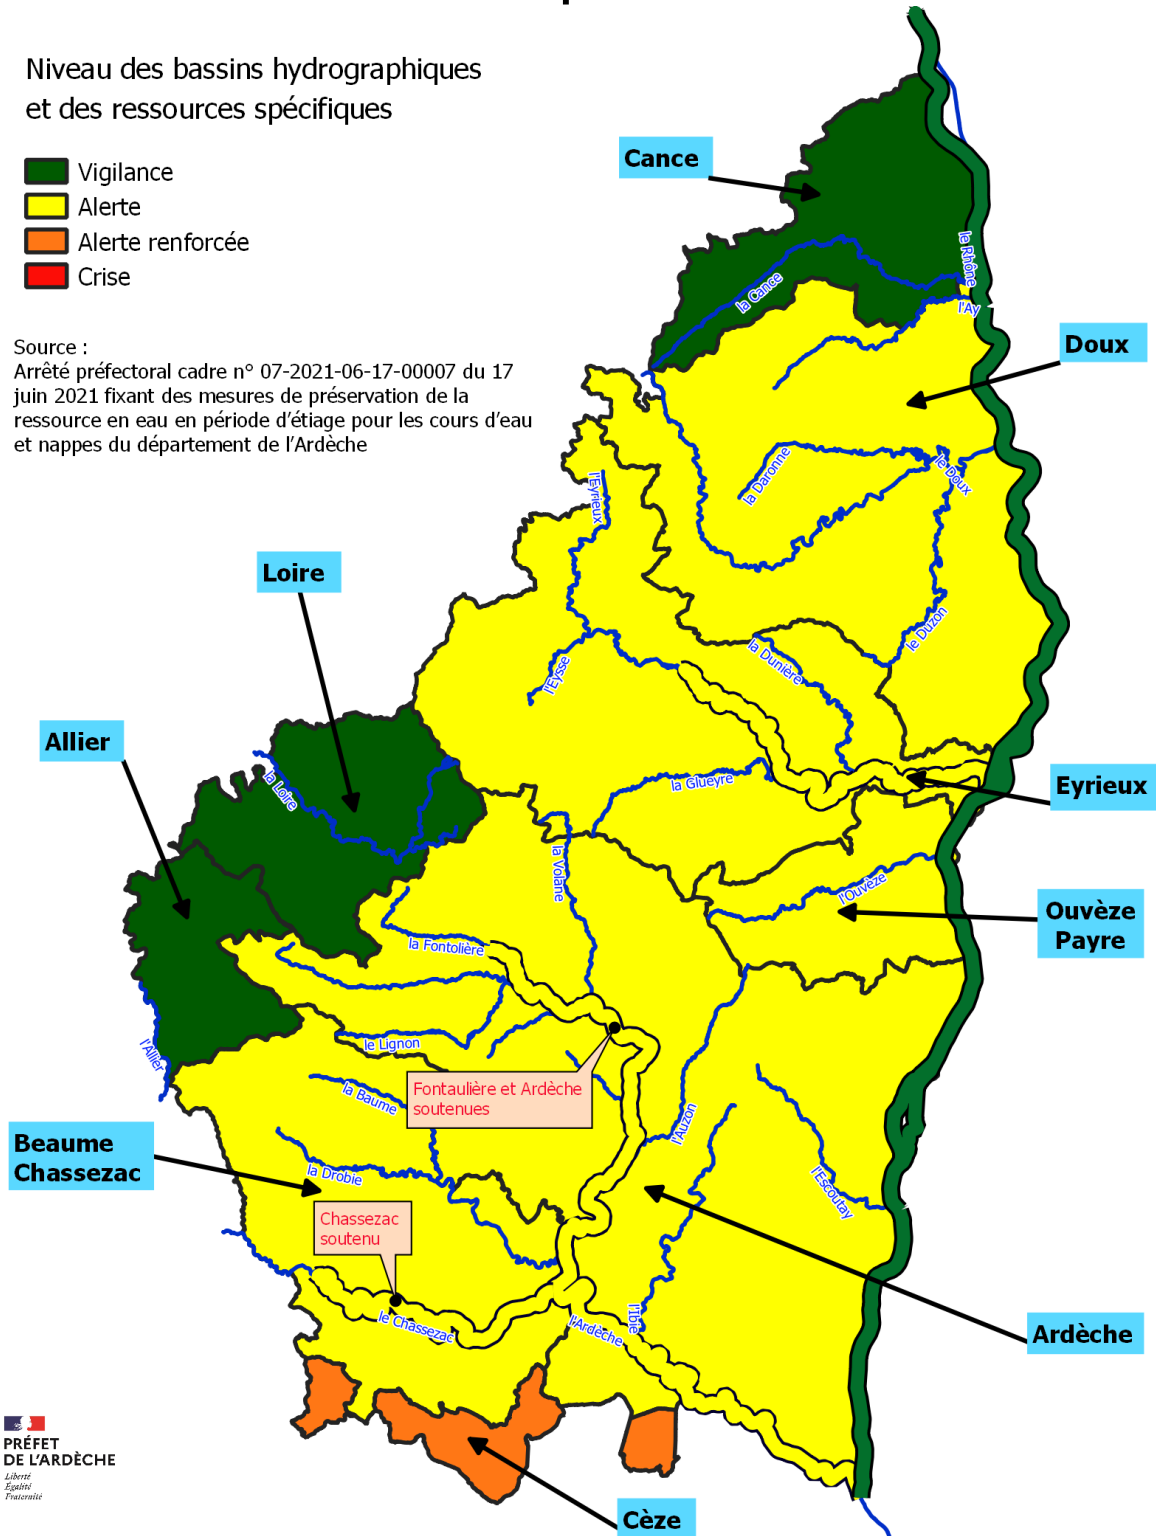 Niveau des bassins hydrographiques
et des ressources spécifiques
Vigilance
Alerte
Alerte renforcée
Crise
Source :
Arrêté préfectoral cadre n° 07-2021-06-17-00007 du 17
juin 2021 fixant des mesures de préservation de la
ressource en eau en période d'étiage pour les cours d'eau
et nappes du département de l'Ardèche
Cance
le Rhône
la Cance
l'Ay
Doux
la Daronne
le Doux
l'Eyrieux
Loire
le Duzon
la Dunière
l'Eysse
Allier
la Loire
la Glueyre
Eyrieux
la Volane
l'Ouvèze
Ouvèze
Payre
la Fontolière
l'Allier
le Lignon
Fontaulière et Ardèche
soutenues
la Baume
l'Auzon
Beaume
Chassezac
la Drobie
l'Escoutay
Chassezac
soutenu
le Chassezac
l'Ardèche
l'Ibie
Ardèche
Cèze
PRÉFET
DE L'ARDÈCHE
Liberté
Égalité
Fraternité